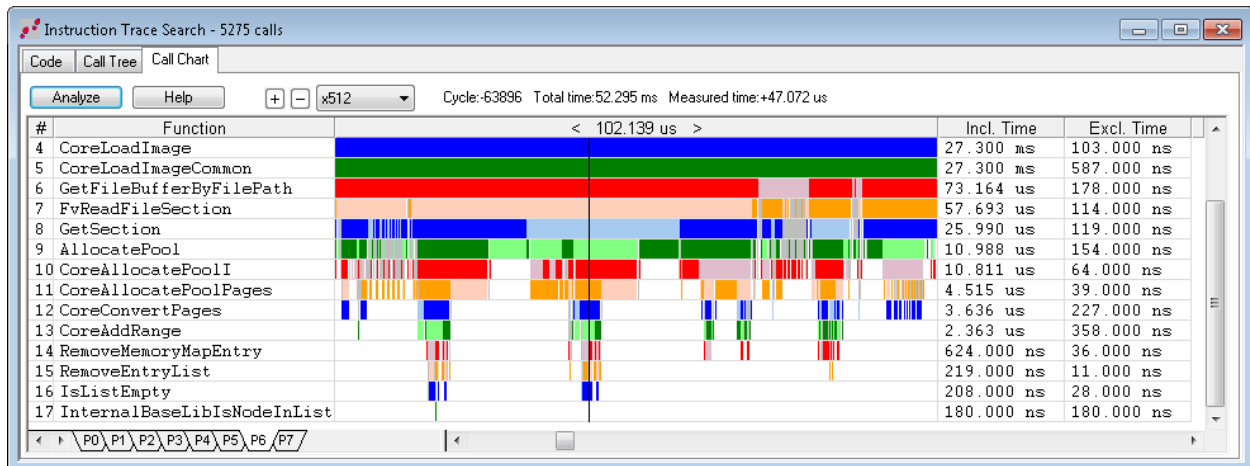 Instruction Trace Search - 5275 calls
Code Call Tree Call Chart
Analyze Help + - x512 Cycle:-63896 Total time:52.295 ms Measured time:+47.072 us
# Function < 102.139 us > Incl. Time Excl. Time
4 CoreLoadImage 27.300 ms 103.000 ns
5 CoreLoadImageCommon 27.300 ms 587.000 ns
6 GetFileBufferByFilePath 73.164 us 178.000 ns
7 FvReadFileSection 57.693 us 114.000 ns
8 GetSection 25.990 us 119.000 ns
9 AllocatePool 10.988 us 154.000 ns
10 CoreAllocatePoolI 10.811 us 64.000 ns
11 CoreAllocatePoolPages 4.515 us 39.000 ns
12 CoreConvertPages 3.636 us 227.000 ns
13 CoreAddRange 2.363 us 358.000 ns
14 RemoveMemoryMapEntry 624.000 ns 36.000 ns
15 RemoveEntryList 219.000 ns 11.000 ns
16 IsListEmpty 208.000 ns 28.000 ns
17 InternalBaseLibIsNodeInList 180.000 ns 180.000 ns
P0 P1 P2 P3 P4 P5 P6 P7